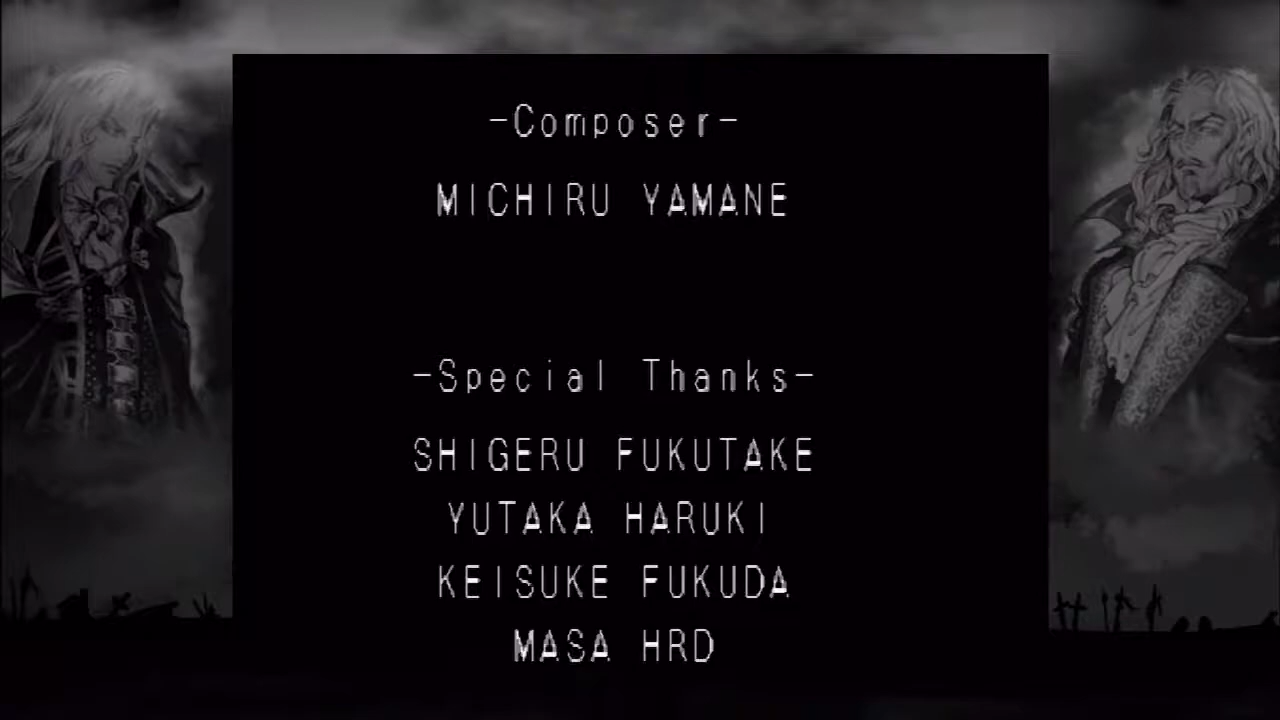 -Composer-
MICHIRU YAMANE
-Special Thanks-
SHIGERU FUKUTAKE
YUTAKA HARUKI
KEISUKE FUKUDA
MASA HRD